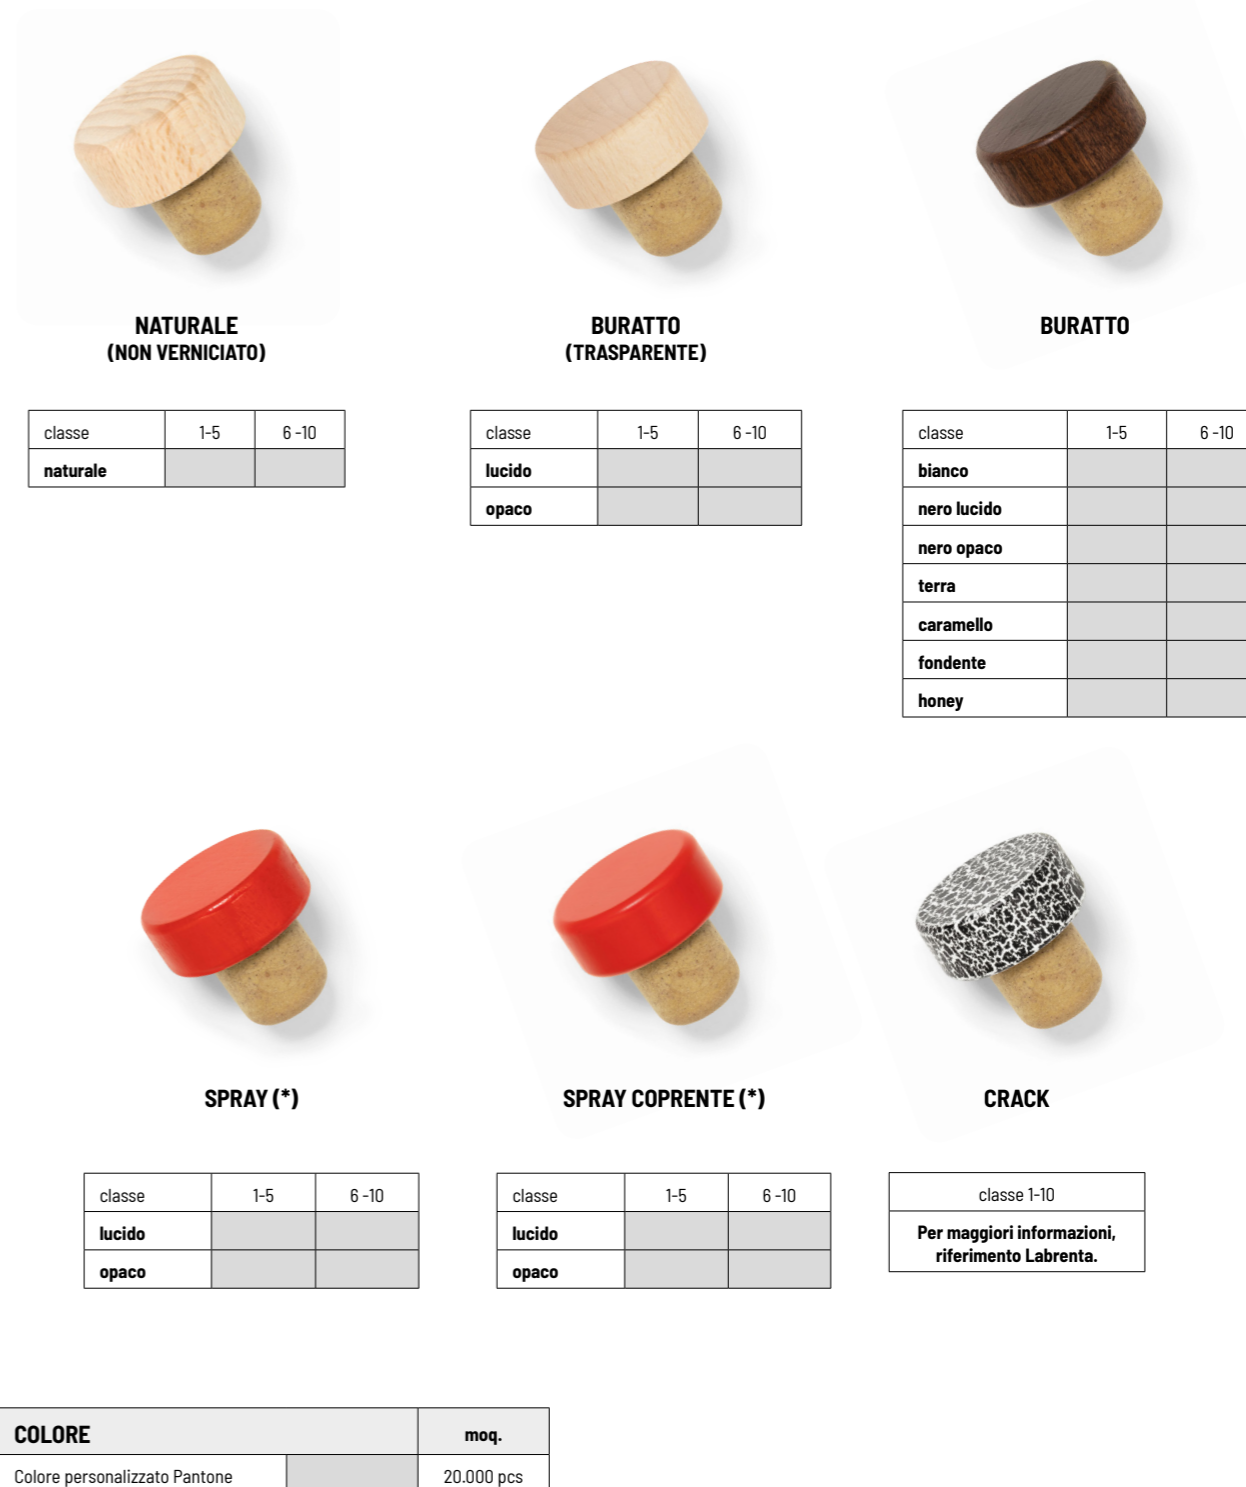 NATURALE
(NON VERNICIATO)
classe 1-5 6 -10
naturale
BURATTO
(TRASPARENTE)
classe 1-5 6 -10
lucido
opaco
BURATTO
classe 1-5 6 -10
bianco
nero lucido
nero opaco
terra
caramello
fondente
honey
SPRAY (*)
classe 1-5 6 -10
lucido
opaco
SPRAY COPRENTE (*)
classe 1-5 6 -10
lucido
opaco
CRACK
classe 1-10
Per maggiori informazioni,
riferimento Labrenta.
COLORE moq.
Colore personalizzato Pantone 20.000 pcs